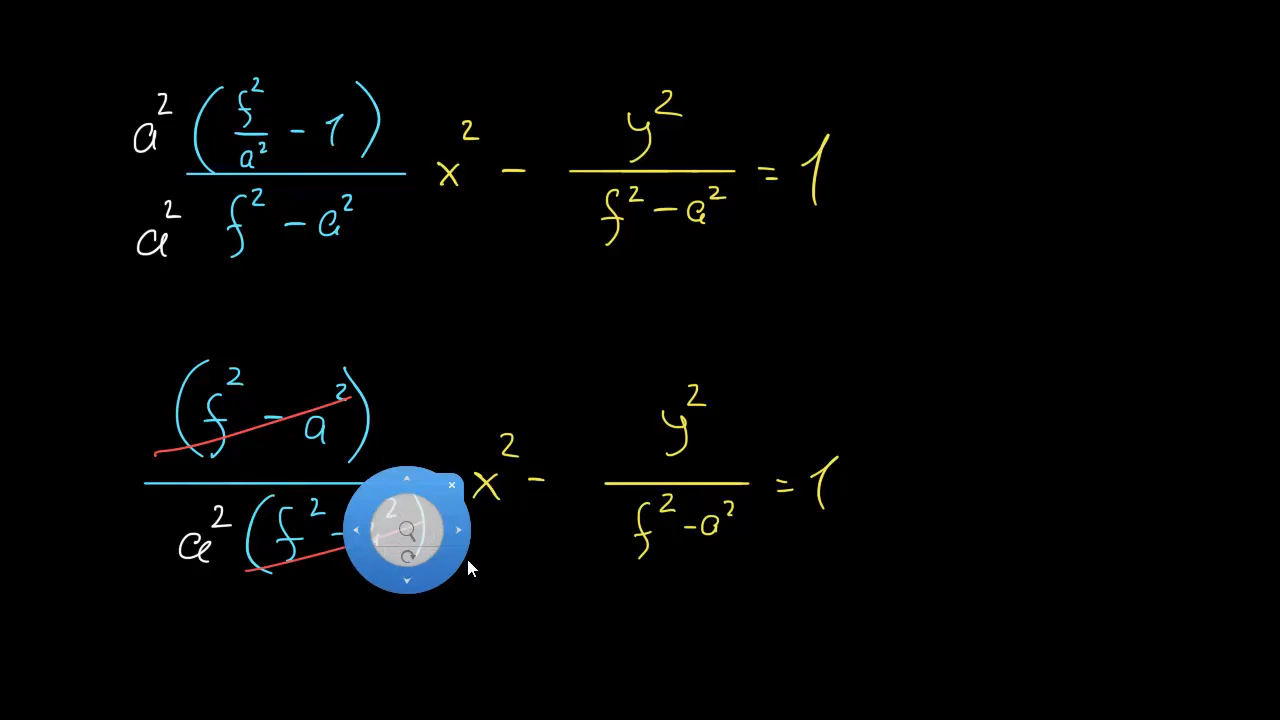 a² (f²/a² - 1) / a² f² - a² x² - y² / f² - a² = 1
(f² - a²) / a² (f² - ² x² - y² / f² - a² = 1